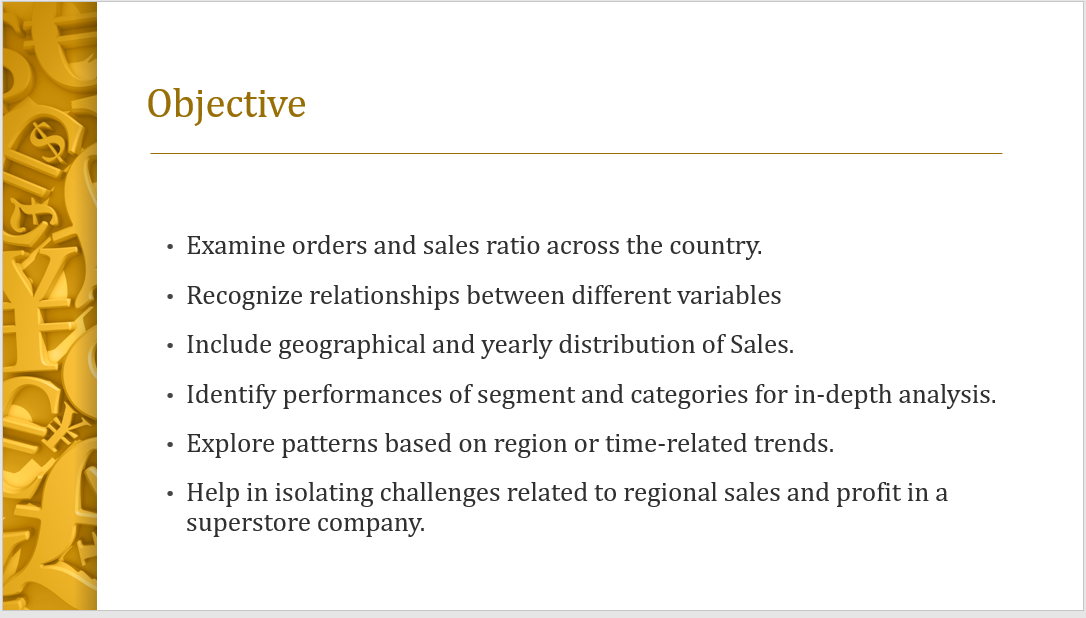 Objective
• Examine orders and sales ratio across the country.
• Recognize relationships between different variables
• Include geographical and yearly distribution of Sales.
• Identify performances of segment and categories for in-depth analysis.
• Explore patterns based on region or time-related trends.
• Help in isolating challenges related to regional sales and profit in a
superstore company.